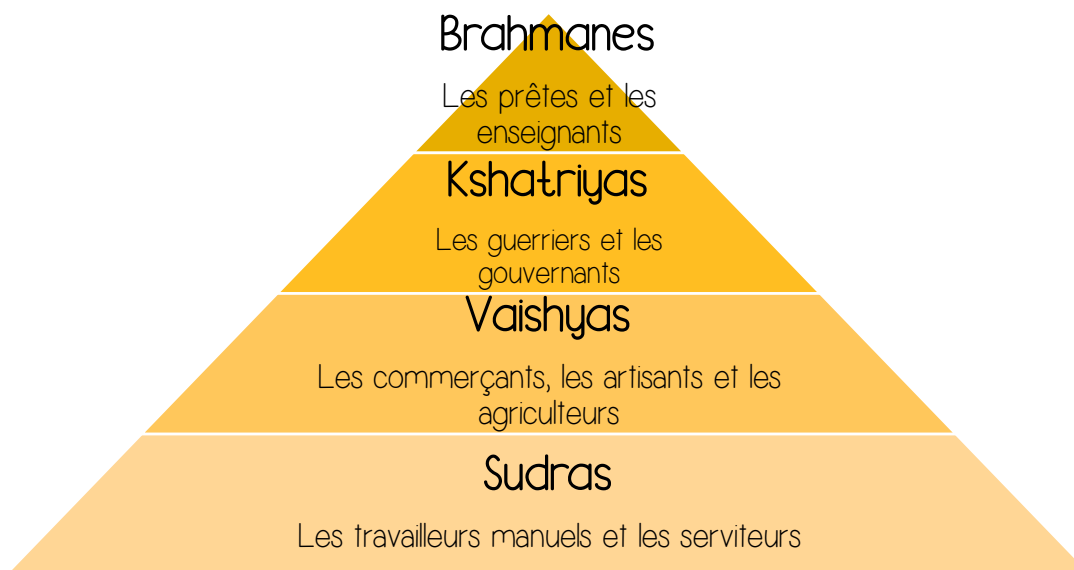 Brahmanes
Les prêtes et les
enseignants
Kshatriyas
Les guerriers et les
gouvernants
Vaishyas
Les commerçants, les artisants et les
agriculteurs
Sudras
Les travailleurs manuels et les serviteurs